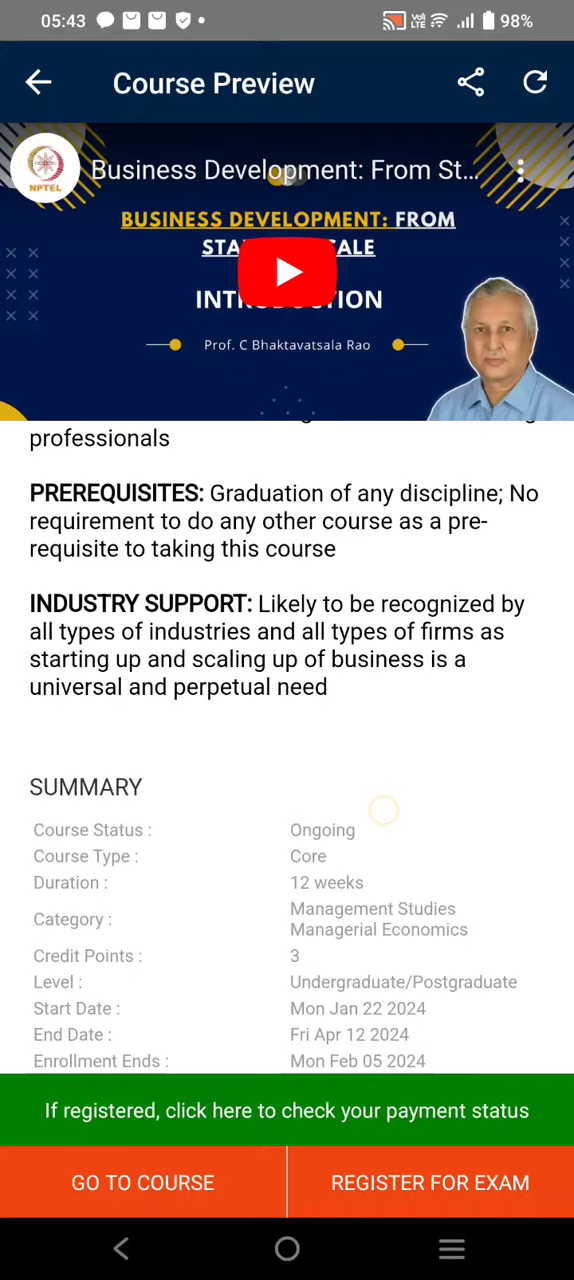 05:43
Vo)
LTE
98%
Course Preview
NPTEL
Business Development: From St...
BUSINESS DEVELOPMENT: FROM
INTRODUCTION
Prof. C Bhaktavatsala Rao
professionals
PREREQUISITES: Graduation of any discipline; No
requirement to do any other course as a pre-
requisite to taking this course
INDUSTRY SUPPORT: Likely to be recognized by
all types of industries and all types of firms as
starting up and scaling up of business is a
universal and perpetual need
SUMMARY
Course Status : Ongoing
Course Type : Core
Duration : 12 weeks
Category : Management Studies
Managerial Economics
Credit Points : 3
Level : Undergraduate/Postgraduate
Start Date : Mon Jan 22 2024
End Date : Fri Apr 12 2024
Enrollment Ends : Mon Feb 05 2024
If registered, click here to check your payment status
GO TO COURSE
REGISTER FOR EXAM